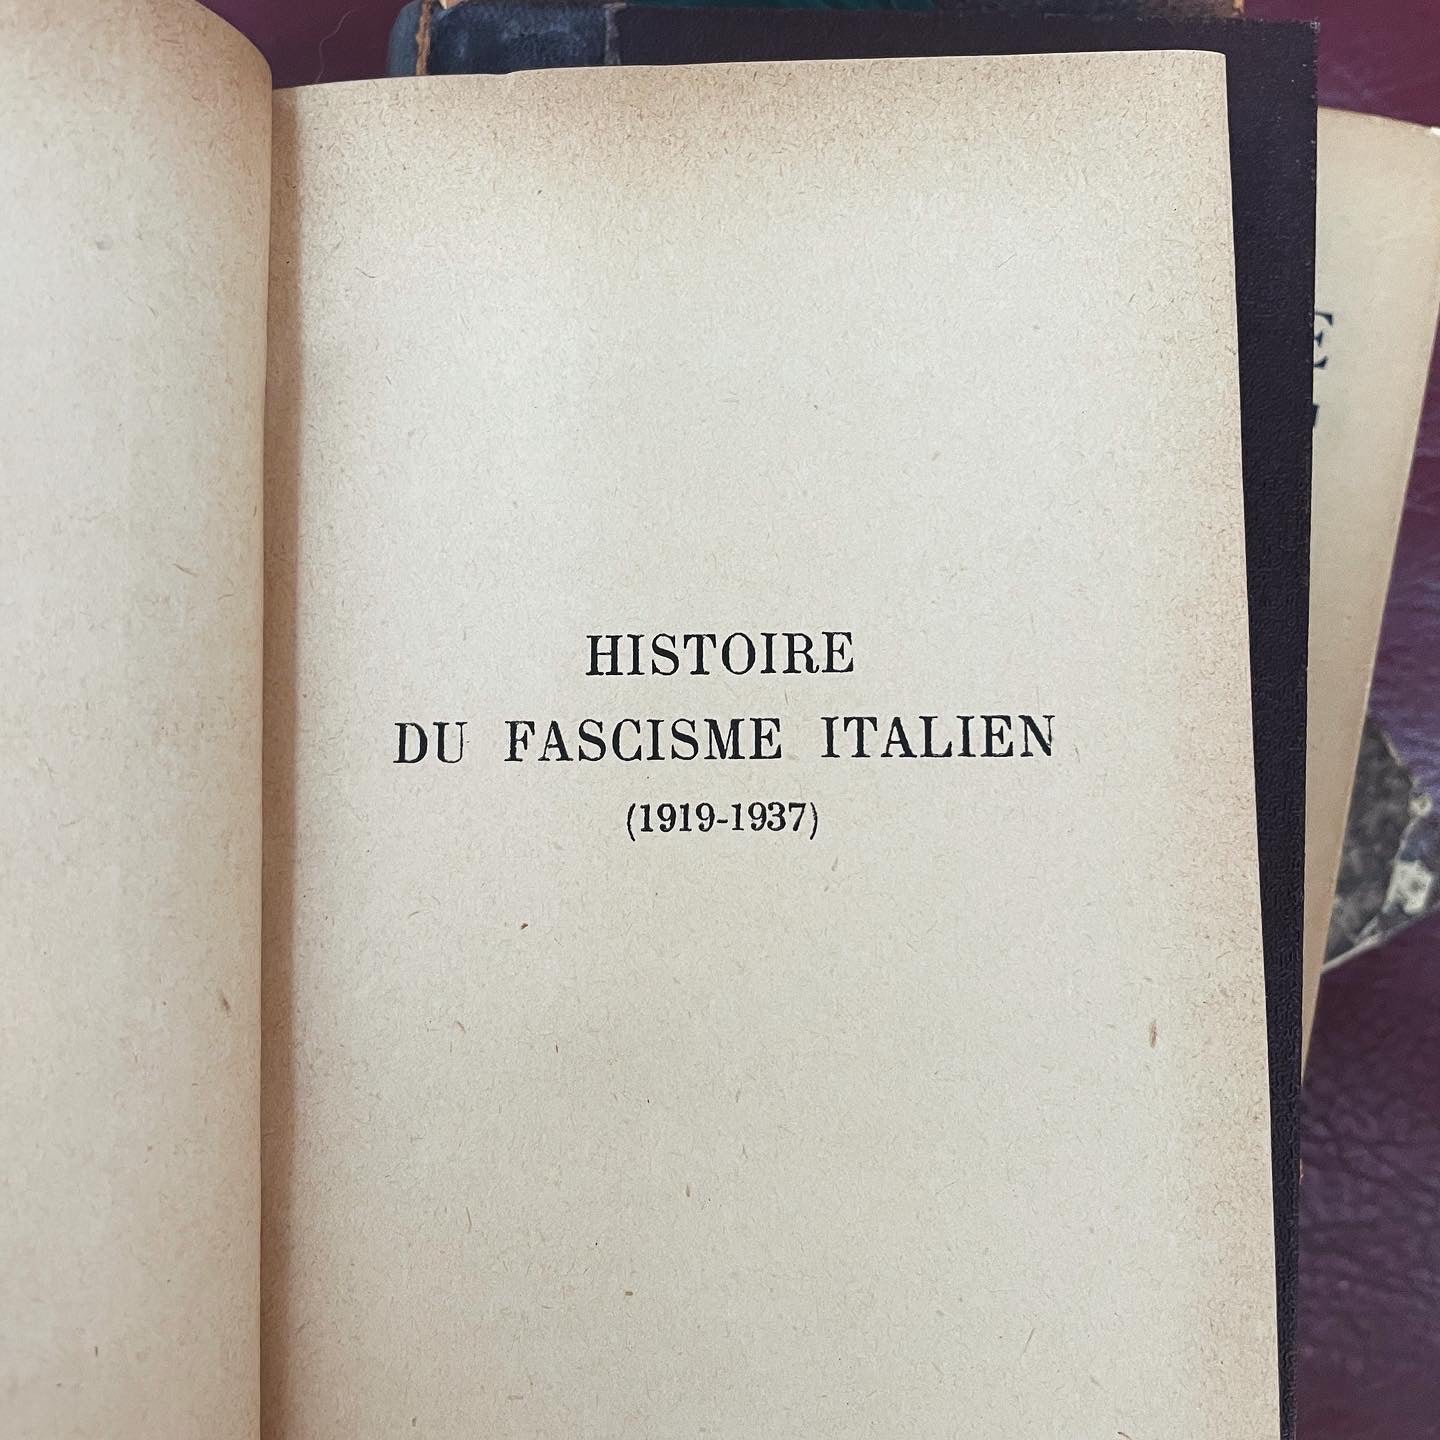 HISTOIRE
DU FASCISME ITALIEN
(1919-1937)
E